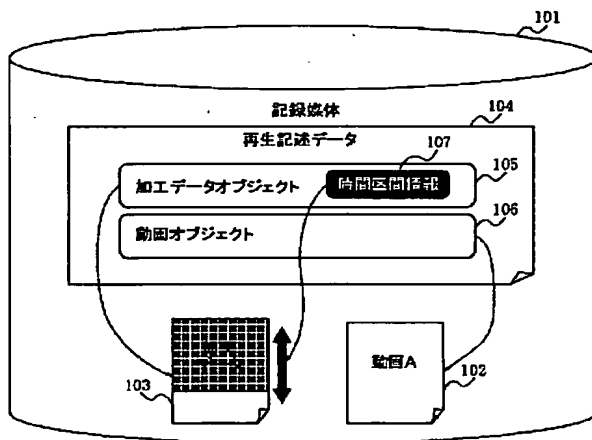 101
記録媒体
104
再生記述データ
107
105
加工データオブジェクト
時間区間情報
106
動画オブジェクト
動画A
103
102